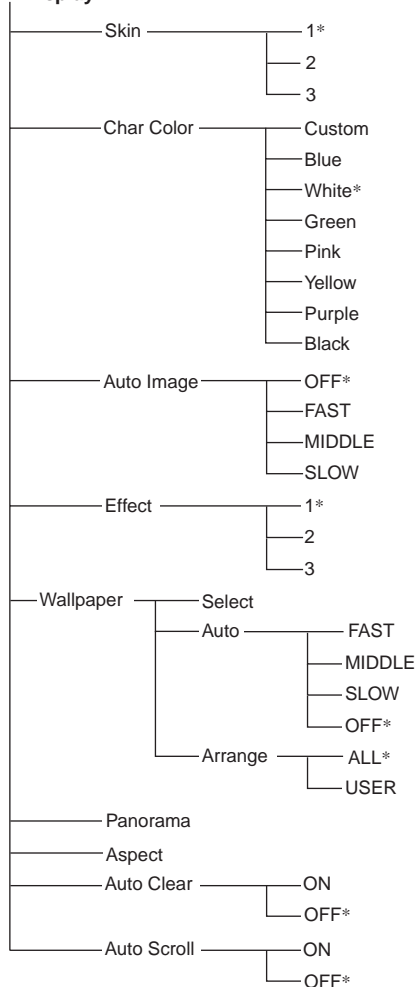 Skin 1*
2
3
Char Color Custom
Blue
White*
Green
Pink
Yellow
Purple
Black
Auto Image OFF*
FAST
MIDDLE
SLOW
Effect 1*
2
3
Wallpaper Select
Auto FAST
MIDDLE
SLOW
OFF*
Arrange ALL*
USER
Panorama
Aspect
Auto Clear ON
OFF*
Auto Scroll ON
OFF*